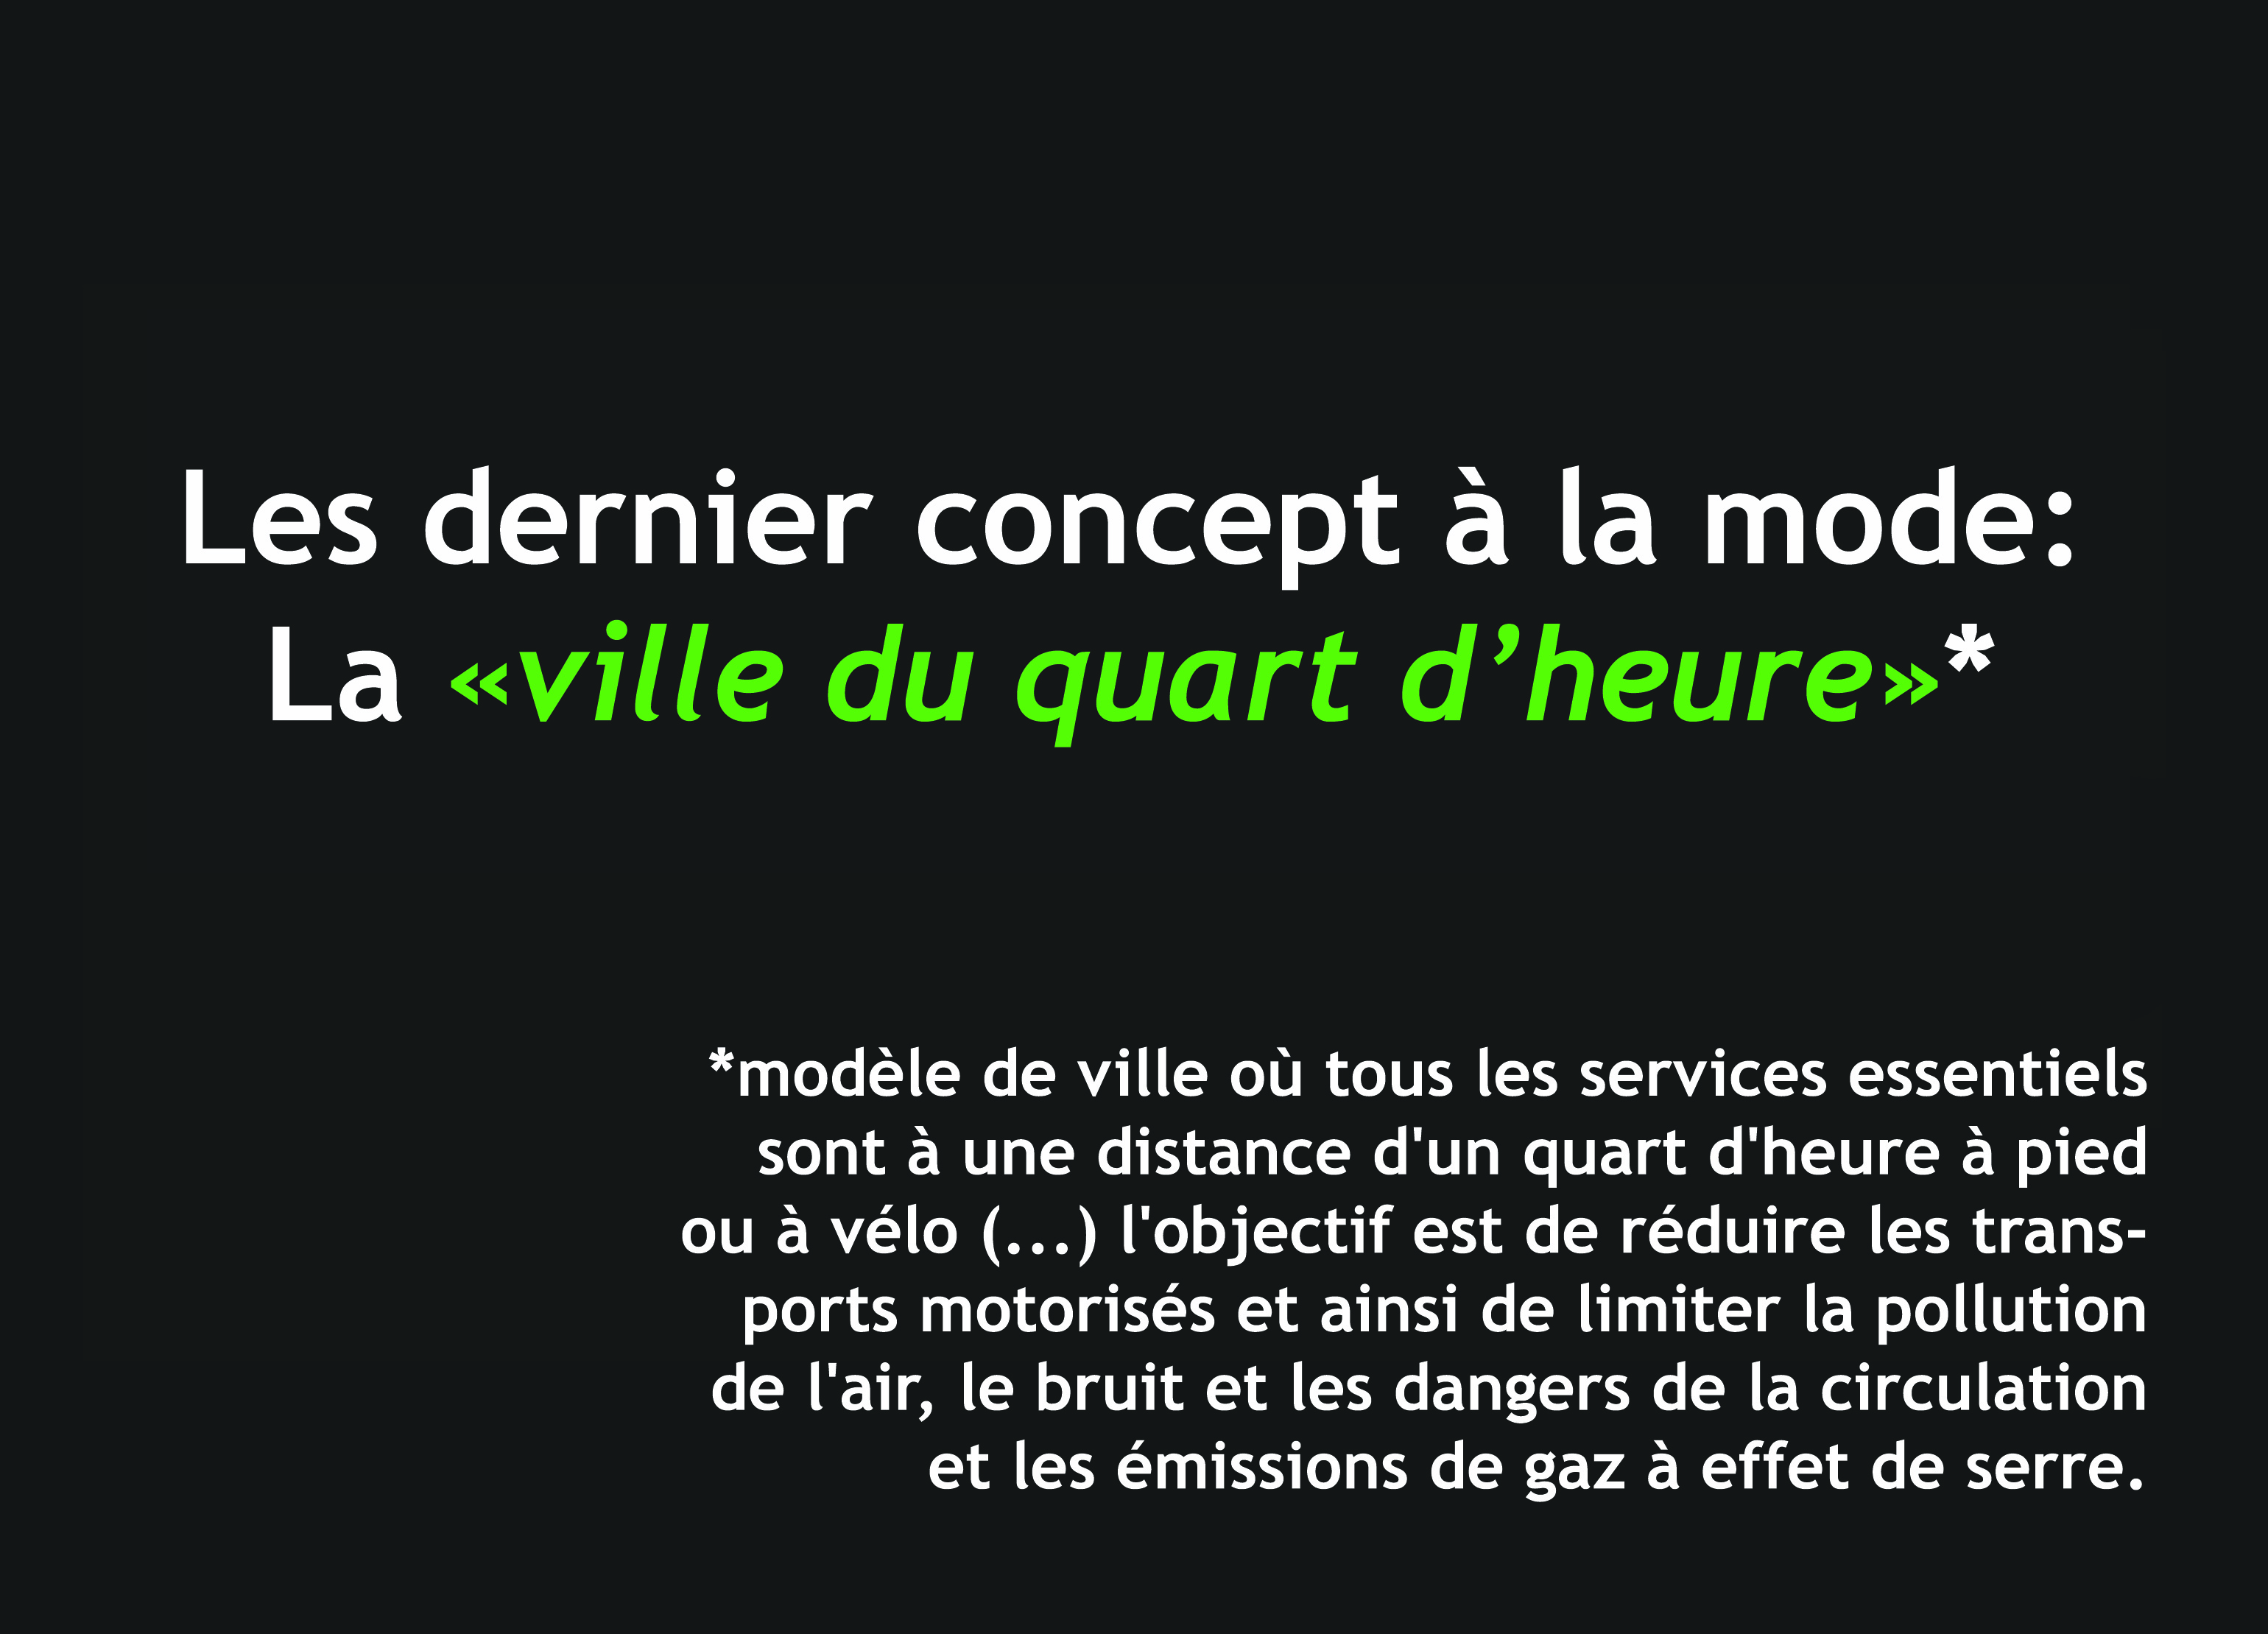 Les dernier concept à la mode:
La «ville du quart d’heure»*
*modèle de ville où tous les services essentiels
sont à une distance d'un quart d'heure à pied
ou à vélo (...) l'objectif est de réduire les trans-
ports motorisés et ainsi de limiter la pollution
de l'air, le bruit et les dangers de la circulation
et les émissions de gaz à effet de serre.